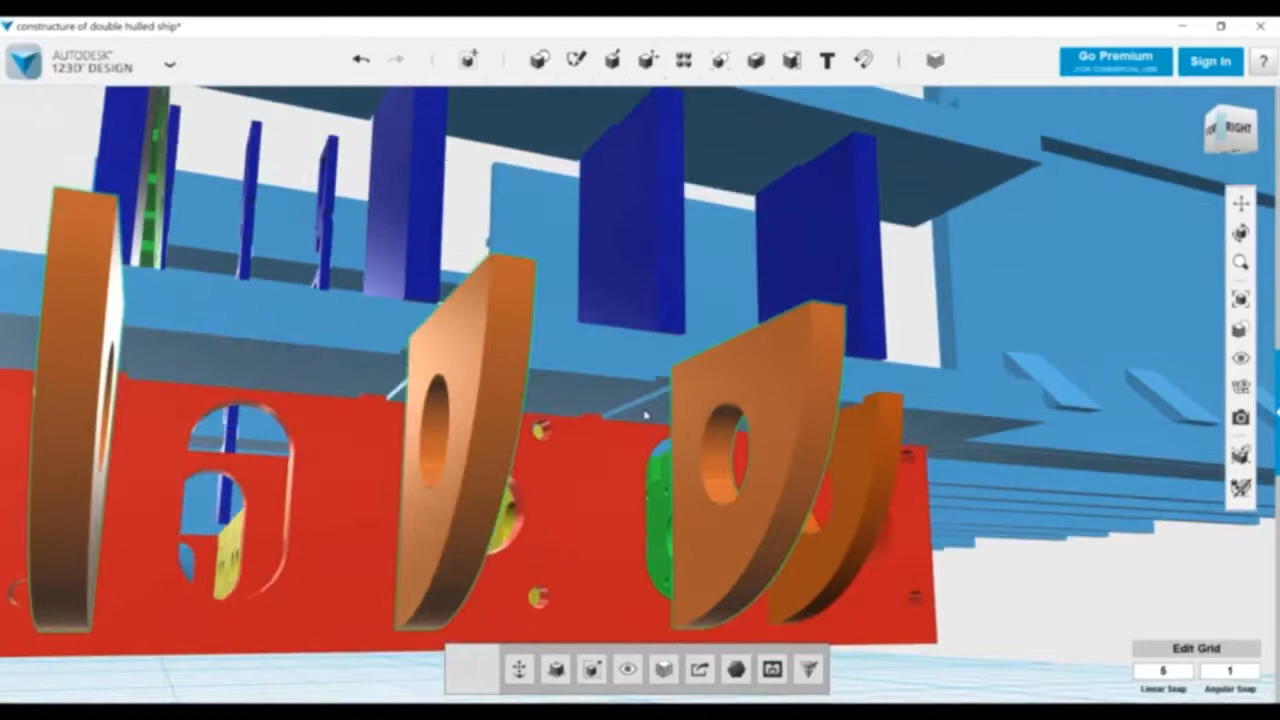 constructure of double hulled ship*
AUTODESK®
123D® DESIGN
Go Premium
Sign In
?
RIGHT
Edit Grid
5
1
Linear Snap
Angular Snap